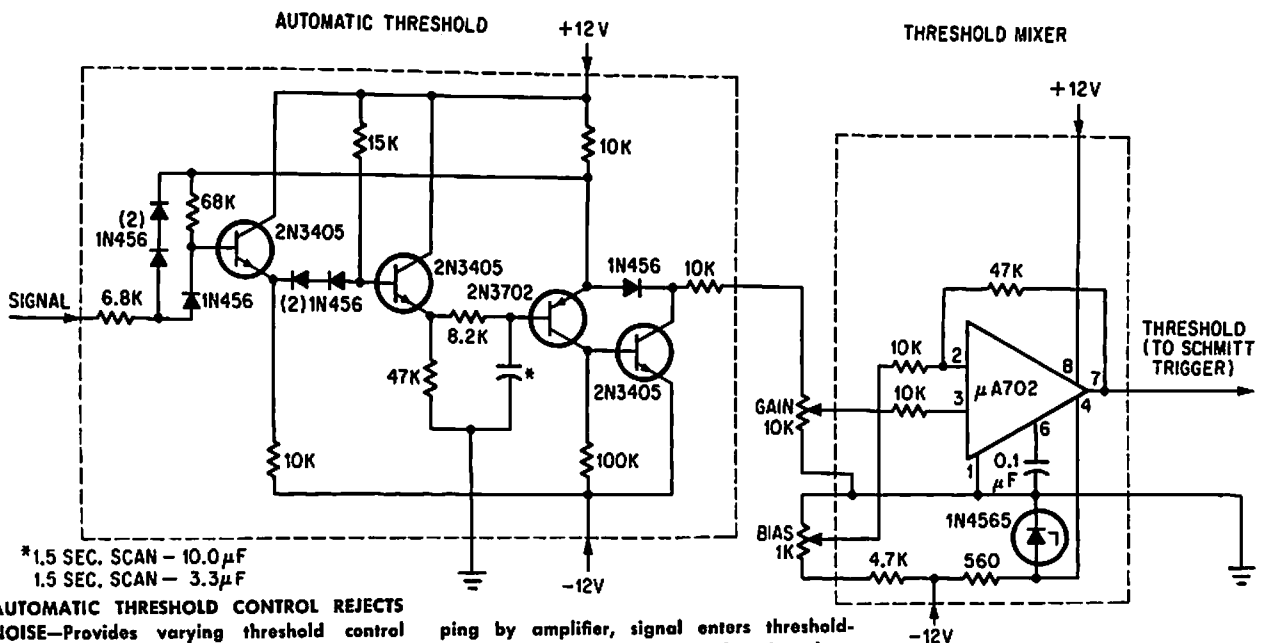 AUTOMATIC THRESHOLD
+12V
THRESHOLD MIXER
+12V
15K
10K
68K
(2)
1N456
2N3405
2N3405
1N456
10K
47K
2N3702
SIGNAL
6.8K
1N456
(2)1N456
8.2K
THRESHOLD
(TO SCHMITT
TRIGGER)
10K
2
8
7
μA702
4
47K
*
2N3405
10K
3
GAIN
10K
6
10K
100K
1
0.1
μF
1N4565
BIAS
1K
*1.5 SEC. SCAN – 10.0μF
1.5 SEC. SCAN – 3.3μF
-12V
4.7K
560
-12V
AUTOMATIC THRESHOLD CONTROL REJECTS
NOISE—Provides varying threshold control
ping by amplifier, signal enters threshold-